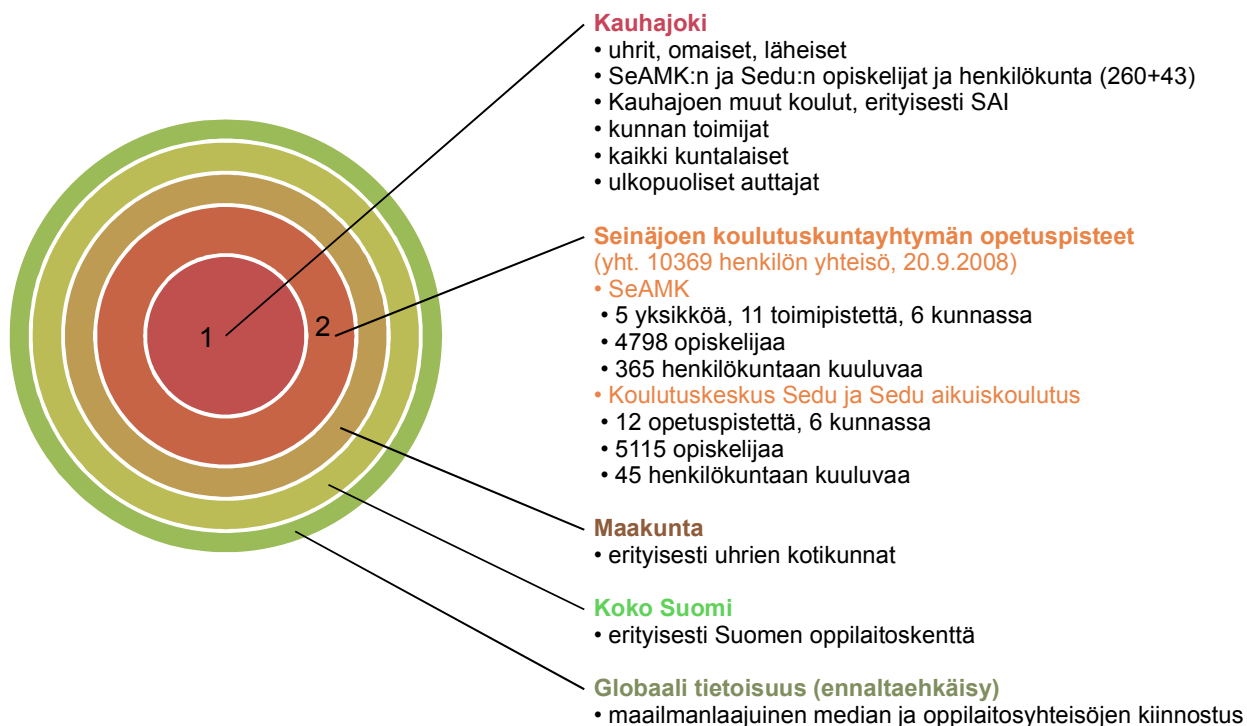 Kauhajoki
• uhrit, omaiset, läheiset
• SeAMK:n ja Sedu:n opiskelijat ja henkilökunta (260+43)
• Kauhajoen muut koulut, erityisesti SAI
• kunnan toimijat
• kaikki kuntalaiset
• ulkopuoliset auttajat
Seinäjoen koulutuskuntayhtymän opetuspisteet
(yht. 10369 henkilön yhteisö, 20.9.2008)
• SeAMK
• 5 yksikköä, 11 toimipistettä, 6 kunnassa
• 4798 opiskelijaa
• 365 henkilökuntaan kuuluvaa
• Koulutuskeskus Sedu ja Sedu aikuiskoulutus
• 12 opetuspistettä, 6 kunnassa
• 5115 opiskelijaa
• 45 henkilökuntaan kuuluvaa
Maakunta
• erityisesti uhrien kotikunnat
Koko Suomi
• erityisesti Suomen oppilaitoskenttä
Globaali tietoisuus (ennaltaehkäisy)
• maailmanlaajuinen median ja oppilaitosyhteisöjen kiinnostus
1
2